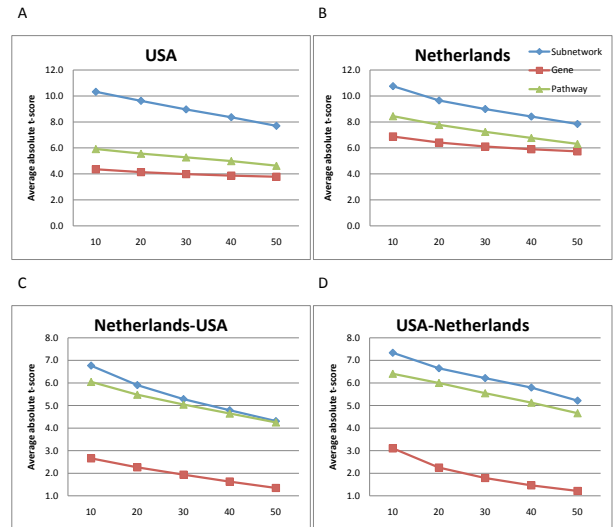 A
USA
Average absolute t-score
12.0
10.0
8.0
6.0
4.0
2.0
0.0
10 20 30 40 50
B
Netherlands
Subnetwork
Gene
Pathway
Average absolute t-score
12.0
10.0
8.0
6.0
4.0
2.0
0.0
10 20 30 40 50
C
Netherlands-USA
Average absolute t-score
8.0
7.0
6.0
5.0
4.0
3.0
2.0
1.0
10 20 30 40 50
D
USA-Netherlands
Average absolute t-score
8.0
7.0
6.0
5.0
4.0
3.0
2.0
1.0
10 20 30 40 50